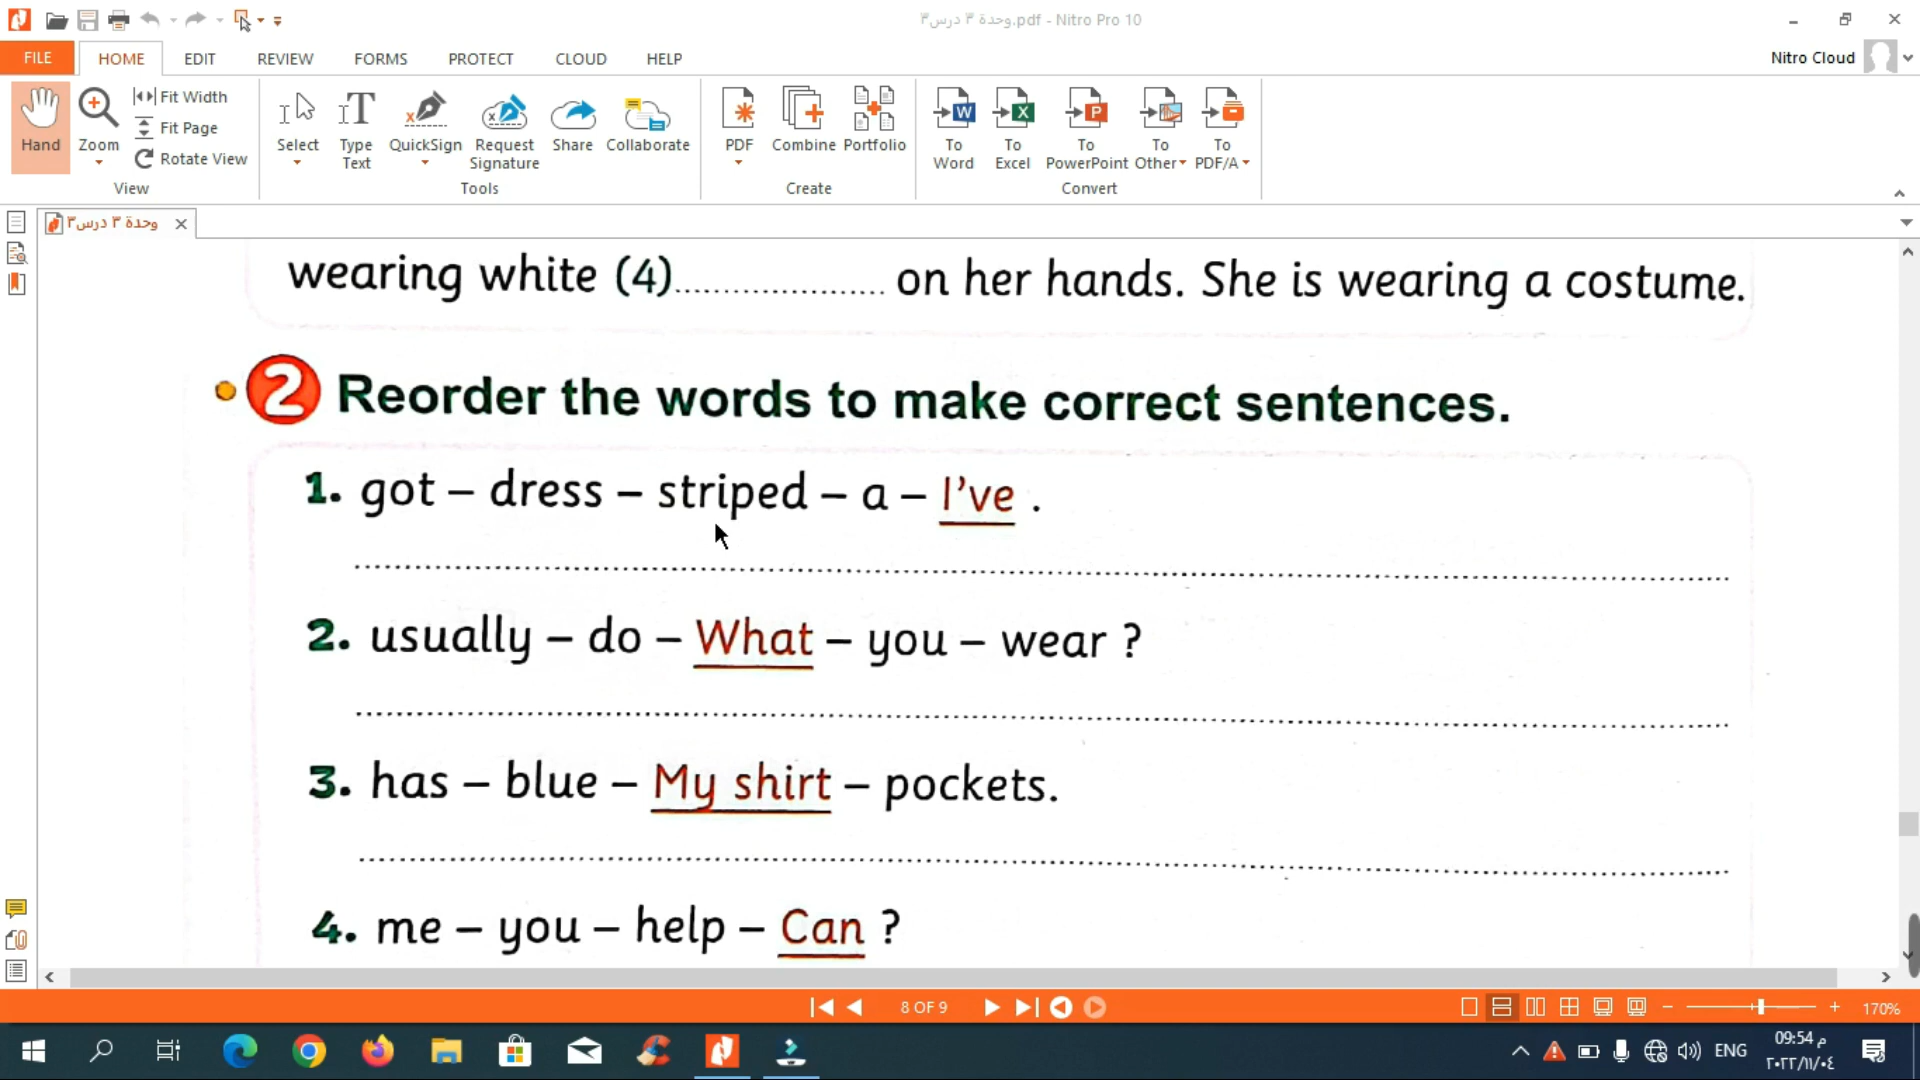 وحدة ٣ درس٣.pdf - Nitro Pro 10
FILE HOME EDIT REVIEW FORMS PROTECT CLOUD HELP Nitro Cloud
Hand
Zoom
Fit Width
Fit Page
Rotate View
View
Select
Type Text
QuickSign
Request Signature
Share
Collaborate
Tools
PDF
Combine
Portfolio
Create
To Word
To Excel
To PowerPoint
To Other
To PDF/A
Convert
وحدة ٣ درس٣
wearing white (4)..................... on her hands. She is wearing a costume.
2 Reorder the words to make correct sentences.
1. got – dress – striped – a – I've .
2. usually – do – What – you – wear ?
3. has – blue – My shirt – pockets.
4. me – you – help – Can ?
8 OF 9
170%
ENG
09:54 م
٢٠٢٢/١١/٠٤